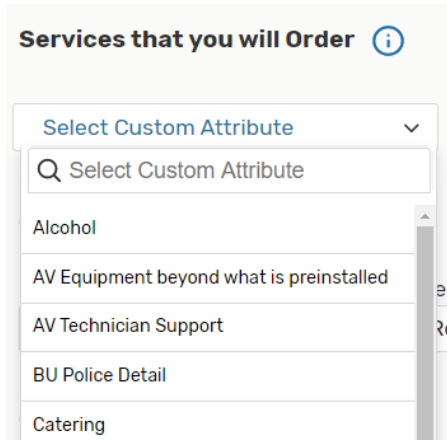 Services that you will Order
Select Custom Attribute
Select Custom Attribute
Alcohol
AV Equipment beyond what is preinstalled
AV Technician Support
BU Police Detail
Catering